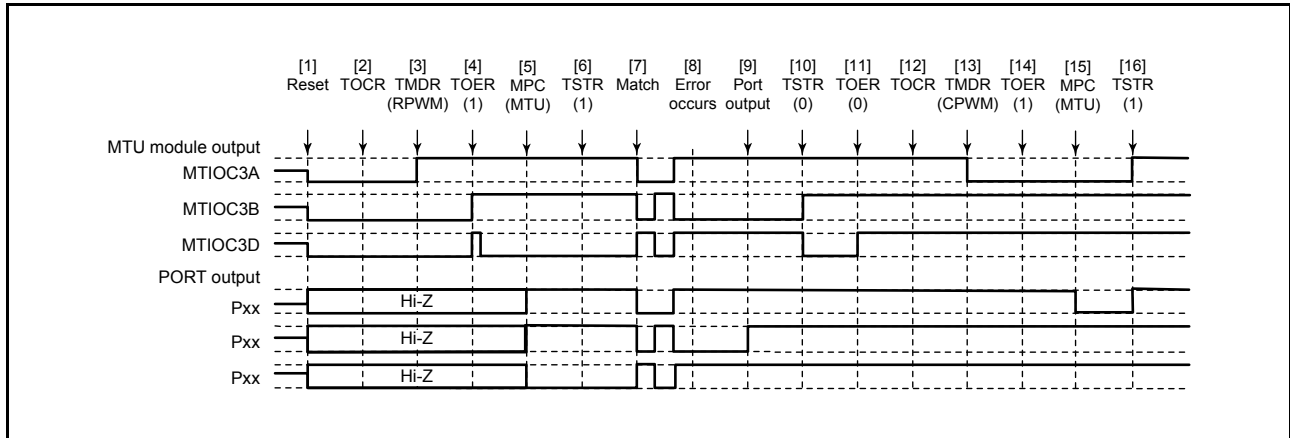 [1] [2] [3] [4] [5] [6] [7] [8] [9] [10] [11] [12] [13] [14] [15] [16]
Reset TOCR TMDR TOER MPC TSTR Match Error Port TSTR TOER TOCR TMDR TOER MPC TSTR
(RPWM) (1) (MTU) (1) occurs output (0) (0) (CPWM) (1) (MTU) (1)
MTU module output
MTIOC3A
MTIOC3B
MTIOC3D
PORT output
Pxx Hi-Z
Pxx Hi-Z
Pxx Hi-Z